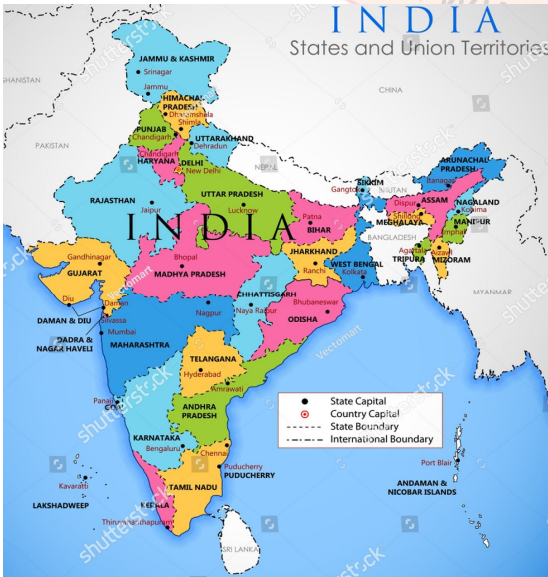 INDIA
States and Union Territories
JAMMU & KASHMIR
Srinagar
Jammu
CHINA
HIMACHAL
PRADESH
Dharamshala
Shimla
PUNJAB
Chandigarh
UTTARAKHAND
Dehradun
PAKISTAN
Chandigarh
HARYANA
DELHI
New Delhi
NEPAL
ARUNACHAL
PRADESH
Itanagar
SIKKIM
Gangtok
BHUTAN
RAJASTHAN
Jaipur
UTTAR PRADESH
Lucknow
ASSAM
Dispur
NAGALAND
Kohima
Shillong
MEGHALAYA
MANIPUR
Imphal
INDIA
Patna
BIHAR
BANGLADESH
Agartala
TRIPURA
Aizawl
MIZORAM
Gandhinagar
GUJARAT
Bhopal
MADHYA PRADESH
JHARKHAND
Ranchi
WEST BENGAL
Kolkata
MYANMAR
Diu
Daman
DAMAN & DIU
Silvassa
DADRA &
NAGAR HAVELI
Mumbai
MAHARASHTRA
Nagpur
CHHATTISGARH
Naya Raipur
Bhubaneswar
ODISHA
TELANGANA
Hyderabad
Amrawati
Panaji
GOA
ANDHRA
PRADESH
KARNATAKA
Bengaluru
Chennai
Puducherry
PUDUCHERRY
TAMIL NADU
KERALA
Thiruvananthapuram
Kavaratti
LAKSHADWEEP
SRI LANKA
Port Blair
ANDAMAN &
NICOBAR ISLANDS
State Capital
Country Capital
State Boundary
International Boundary
shutterstock
Vectomart